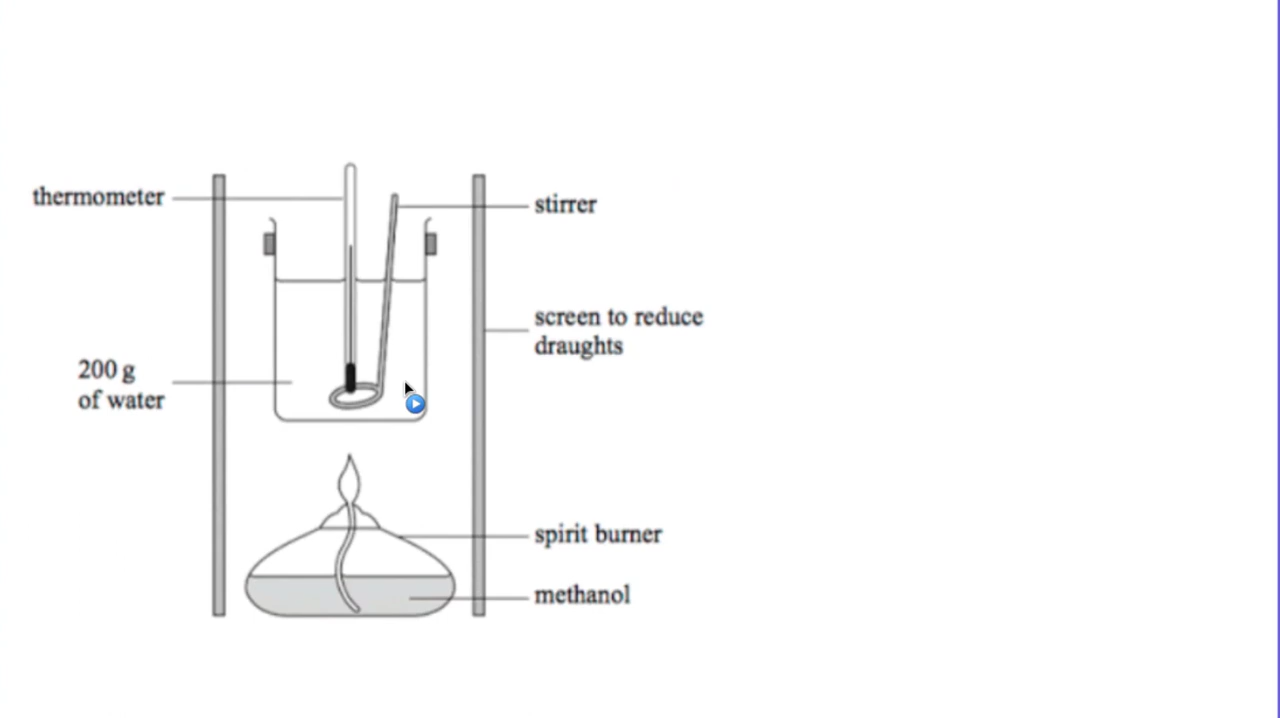 thermometer
stirrer
screen to reduce
draughts
200 g
of water
spirit burner
methanol